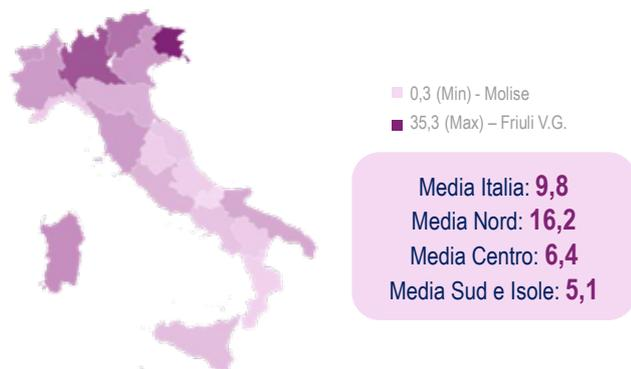 0,3 (Min) - Molise
35,3 (Max) – Friuli V.G.
Media Italia: 9,8
Media Nord: 16,2
Media Centro: 6,4
Media Sud e Isole: 5,1